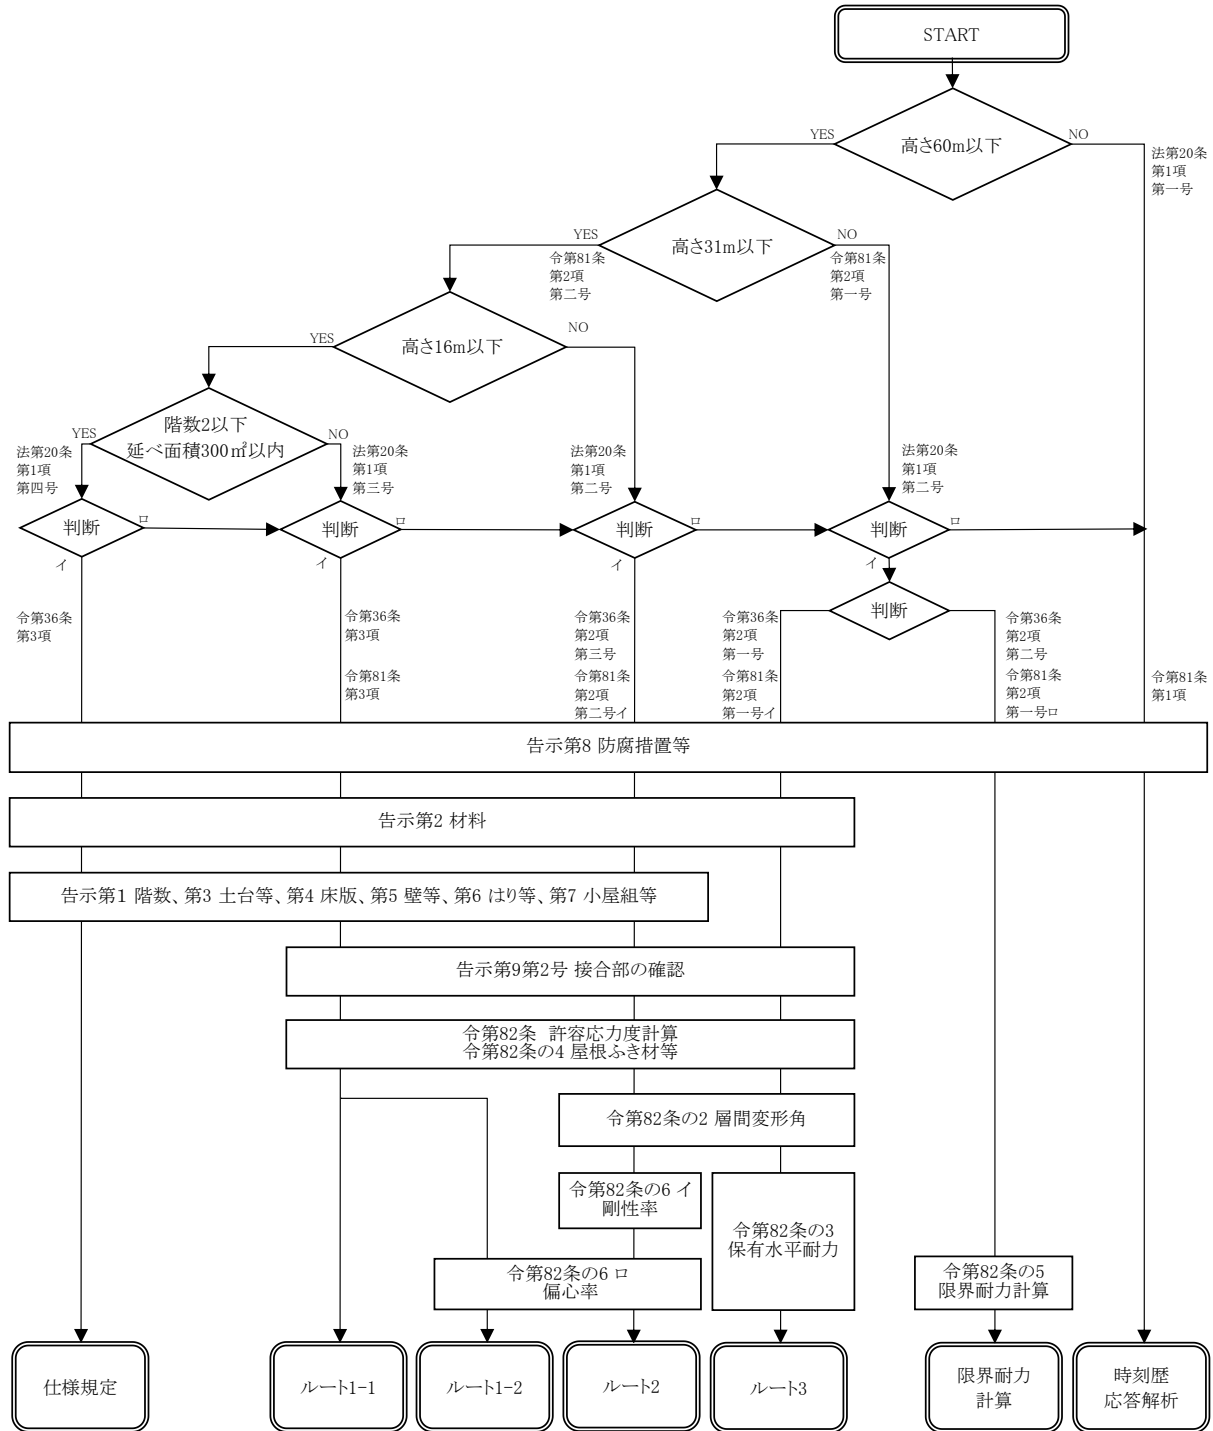 START
高さ60m以下
YES
NO
法第20条
第1項
第一号
高さ31m以下
YES
NO
令第81条
第2項
第二号
令第81条
第2項
第一号
高さ16m以下
YES
NO
階数2以下
延べ面積300㎡以内
YES
NO
法第20条
第1項
第四号
法第20条
第1項
第三号
法第20条
第1項
第二号
法第20条
第1項
第二号
判断
ロ
判断
ロ
判断
ロ
判断
ロ
イ
イ
イ
イ
判断
令第36条
第3項
令第36条
第3項
令第81条
第3項
令第36条
第2項
第三号
令第81条
第2項
第二号イ
令第36条
第2項
第一号
令第81条
第2項
第一号イ
令第36条
第2項
第二号
令第81条
第2項
第一号ロ
令第81条
第1項
告示第8 防腐措置等
告示第2 材料
告示第1 階数、第3 土台等、第4 床版、第5 壁等、第6 はり等、第7 小屋組等
告示第9第2号 接合部の確認
令第82条 許容応力度計算
令第82条の4 屋根ふき材等
令第82条の2 層間変形角
令第82条の6 イ
剛性率
令第82条の3
保有水平耐力
令第82条の6 ロ
偏心率
令第82条の5
限界耐力計算
仕様規定
ルート1-1
ルート1-2
ルート2
ルート3
限界耐力
計算
時刻歴
応答解析